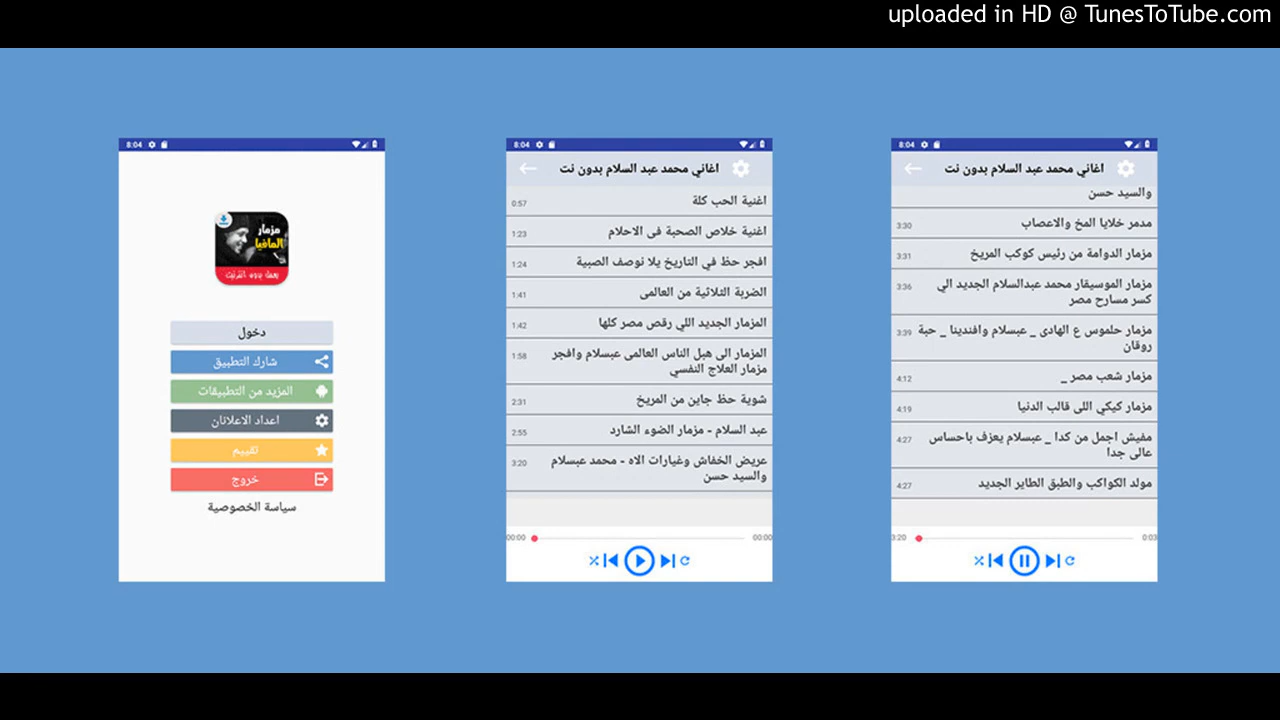 uploaded in HD @ TunesToTube.com
8:04
مزمار
المافيا
يعمل بدون انترنيت
دخول
شارك التطبيق
المزيد من التطبيقات
اعداد الاعلانان
تقييم
خروج
سياسة الخصوصية
8:04
اغاني محمد عبد السلام بدون نت
اغنية الحب كلة 0:57
اغنية خلاص الصحبة فى الاحلام 1:23
افجر حظ في التاريخ يلا نوصف الصبية 1:24
الضربة الثلاثية من العالمى 1:41
المزمار الجديد اللي رقص مصر كلها 1:42
المزمار الى هبل الناس العالمى عبسلام وافجر 1:58
مزمار العلاج النفسي
شوية حظ جاين من المريخ 2:31
عبد السلام - مزمار الضوء الشارد 2:55
عريض الخفاش وغيارات الاه - محمد عبسلام 3:20
والسيد حسن
00:00 00:00
8:04
اغاني محمد عبد السلام بدون نت
والسيد حسن
مدمر خلايا المخ والاعصاب 3:30
مزمار الدوامة من رئيس كوكب المريخ 3:31
مزمار الموسيقار محمد عبدالسلام الجديد الي 3:36
كسر مسارح مصر
مزمار حلموس ع الهادى _ عبسلام وافندينا _ حبة 3:39
روقان
مزمار شعب مصر _ 4:12
مزمار كيكي اللى قالب الدنيا 4:19
مفيش اجمل من كدا _ عبسلام يعزف باحساس 4:27
عالى جدا
مولد الكواكب والطبق الطاير الجديد 4:27
3:20 0:03